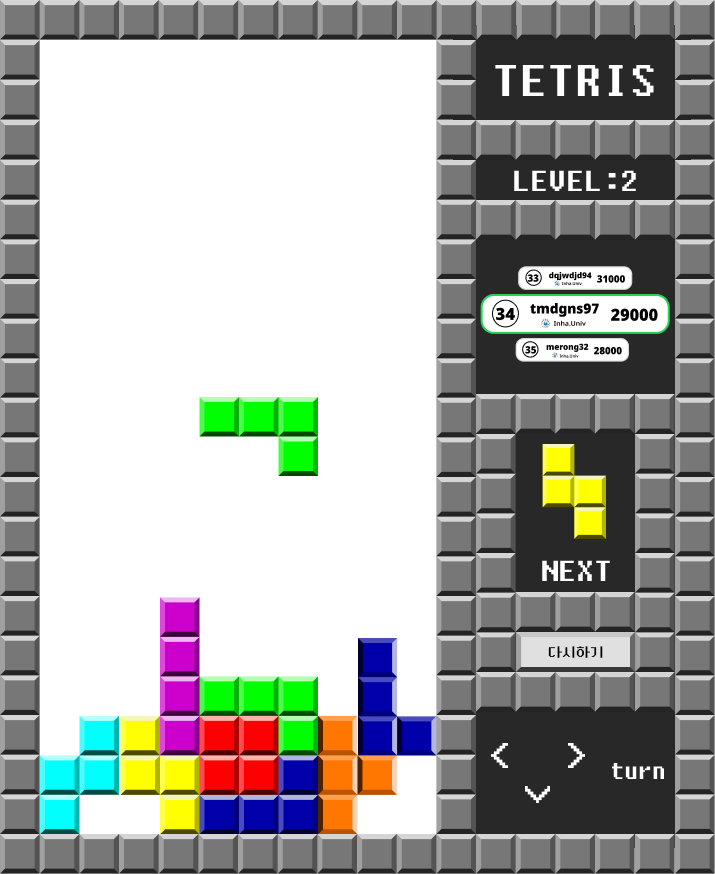 TETRIS
LEVEL:2
33 dqjwdjd94 31000
Inha.Univ
34 tmdgns97 29000
Inha.Univ
35 merong32 28000
Inha.Univ
NEXT
다시하기
turn